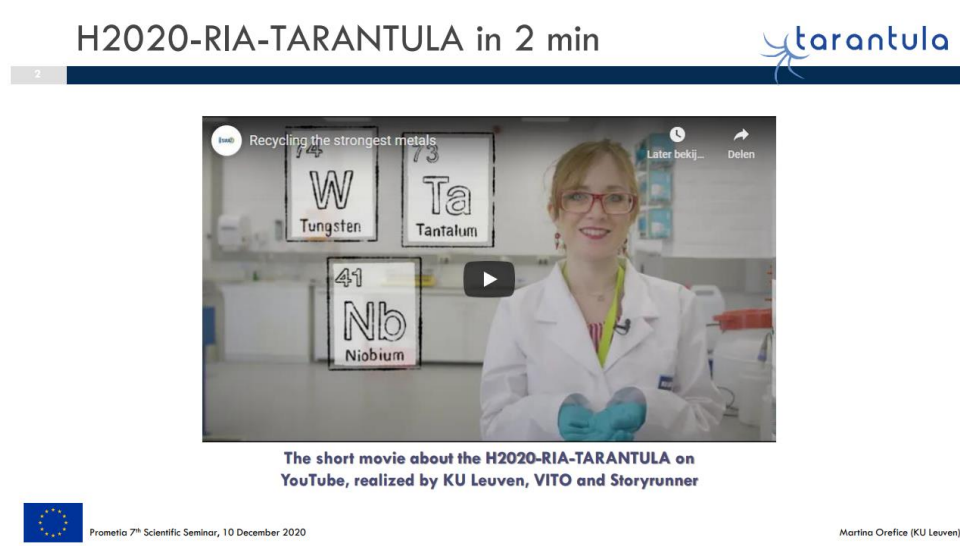 H2020-RIA-TARANTULA in 2 min
tarantula
2
Recycling the strongest metals
Later bekij...
Delen
74
W
Tungsten
73
Ta
Tantalum
41
Nb
Niobium
The short movie about the H2020-RIA-TARANTULA on
YouTube, realized by KU Leuven, VITO and Storyrunner
Prometia 7th Scientific Seminar, 10 December 2020
Martina Orefice (KU Leuven)